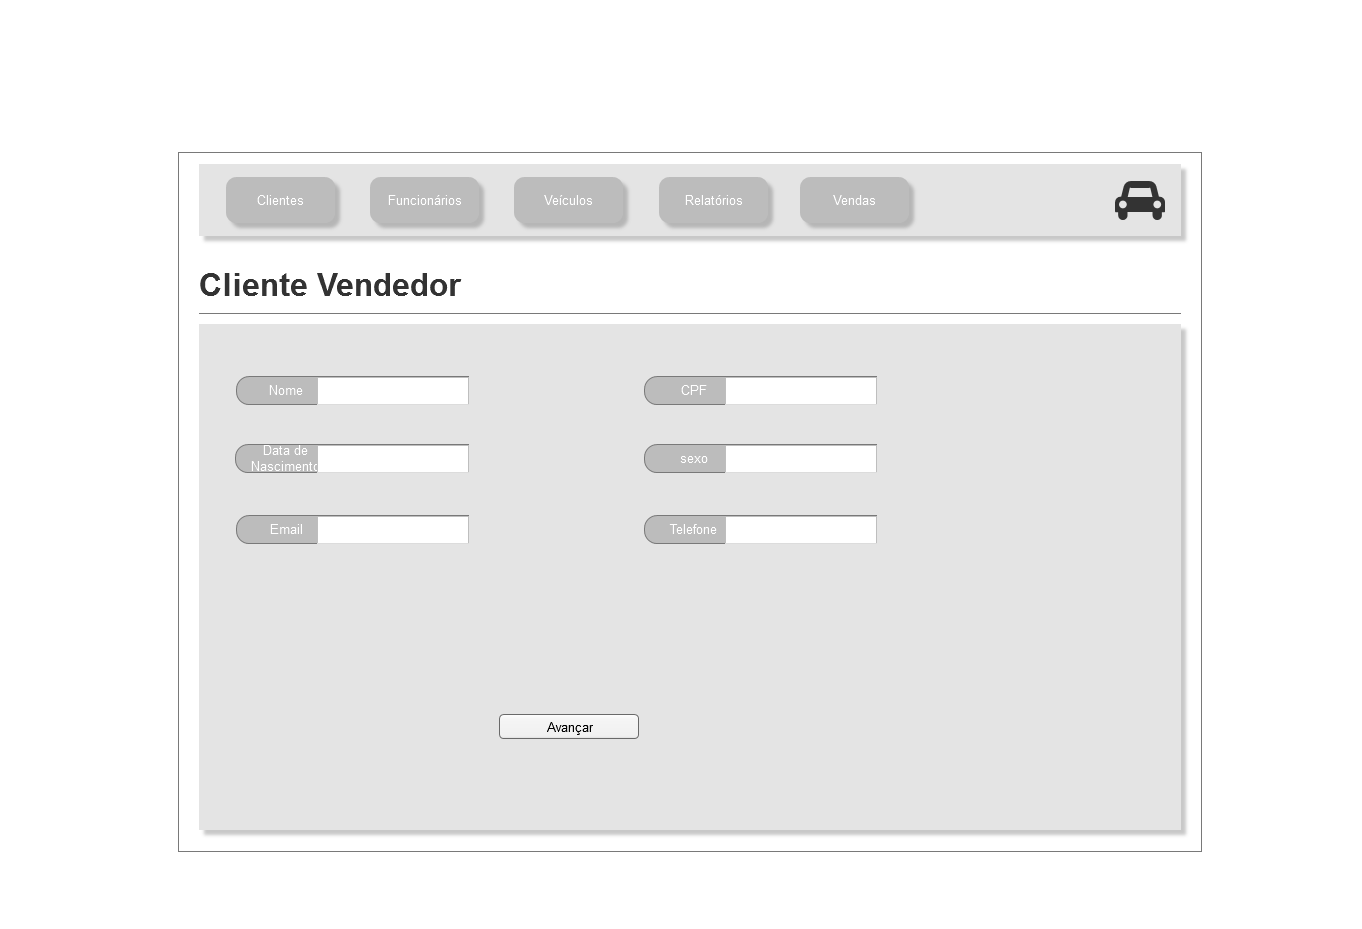 Clientes
Funcionários
Veículos
Relatórios
Vendas
Cliente Vendedor
Nome
CPF
Data de
Nascimento
sexo
Email
Telefone
Avançar